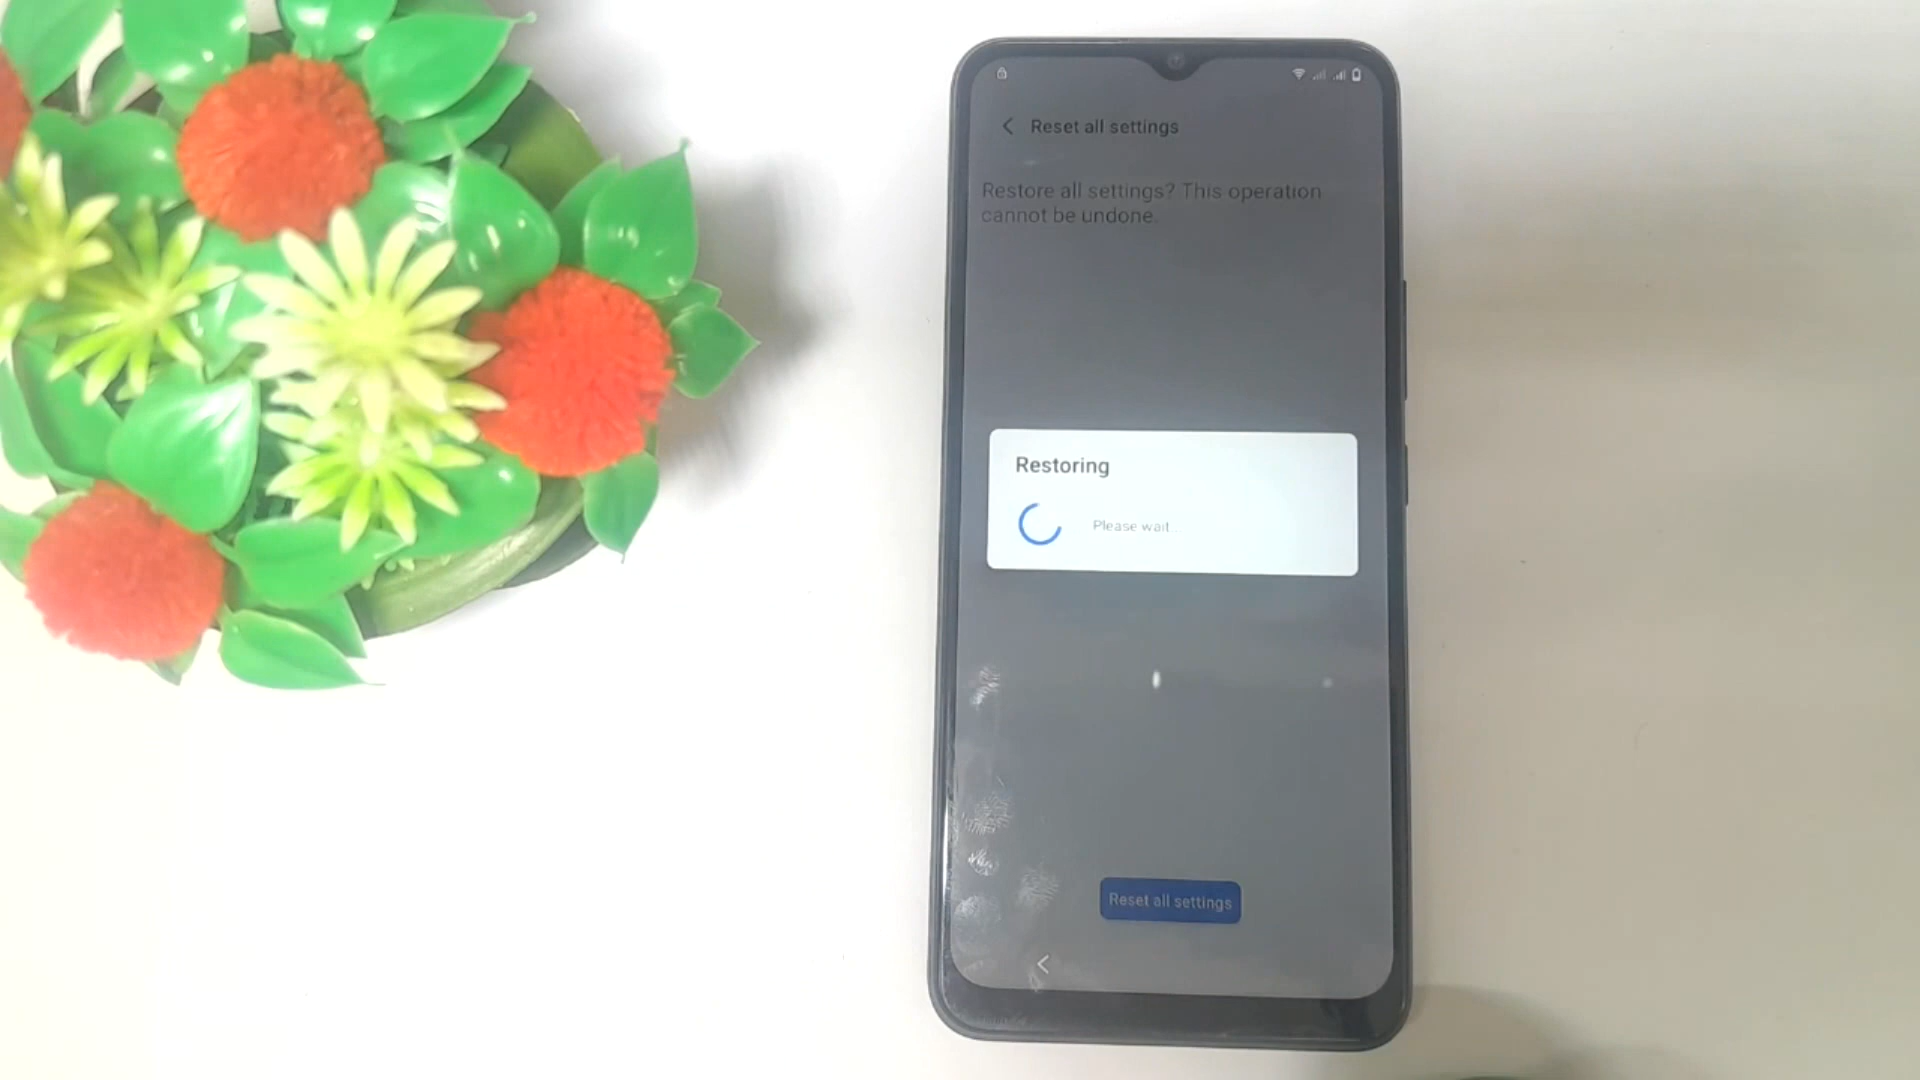 Reset all settings
Restore all settings? This operation
cannot be undone.
Restoring
Please wait...
Reset all settings